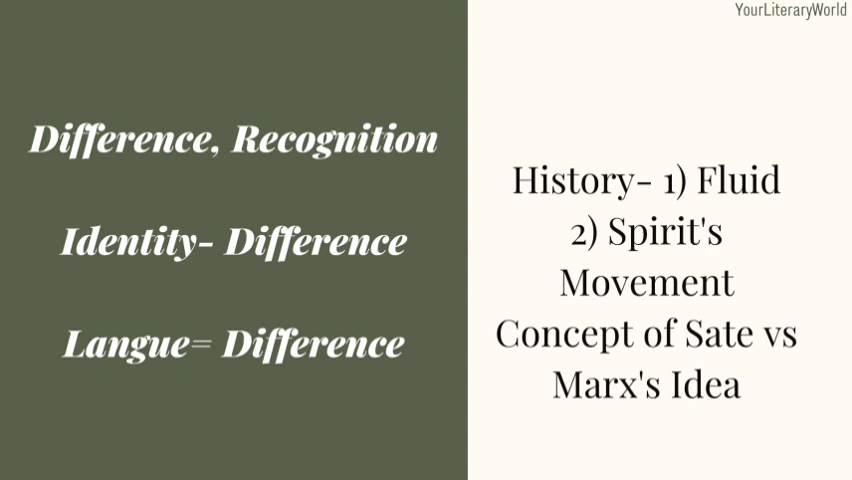 YourLiteraryWorld
Difference, Recognition
Identity- Difference
Langue= Difference
History- 1) Fluid
2) Spirit's
Movement
Concept of Sate vs
Marx's Idea